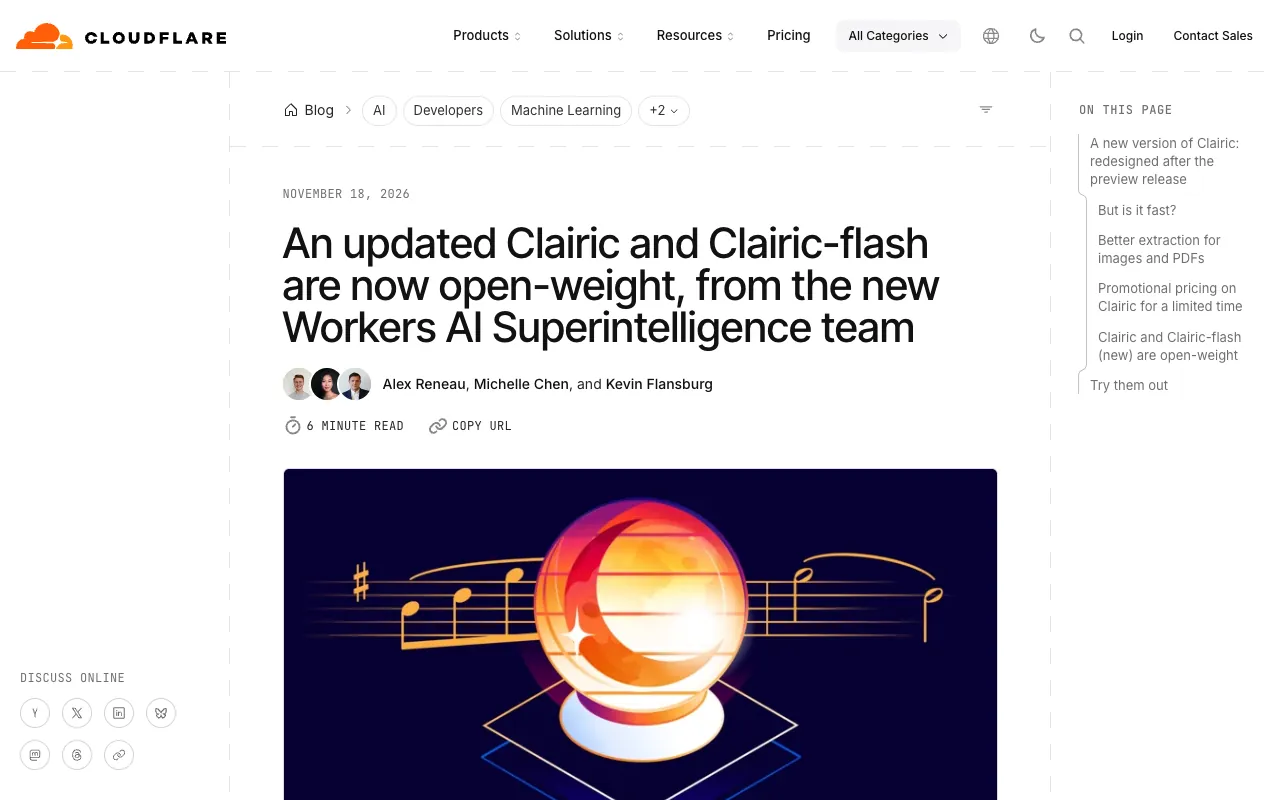 CLOUDFLARE
Products
Solutions
Resources
Pricing
All Categories
Login
Contact Sales
Blog
AI
Developers
Machine Learning
+2
NOVEMBER 18, 2026
An updated Clairic and Clairic-flash
are now open-weight, from the new
Workers AI Superintelligence team
Alex Reneau, Michelle Chen, and Kevin Flansburg
6 MINUTE READ
COPY URL
ON THIS PAGE
A new version of Clairic:
redesigned after the
preview release
But is it fast?
Better extraction for
images and PDFs
Promotional pricing on
Clairic for a limited time
Clairic and Clairic-flash
(new) are open-weight
Try them out
DISCUSS ONLINE